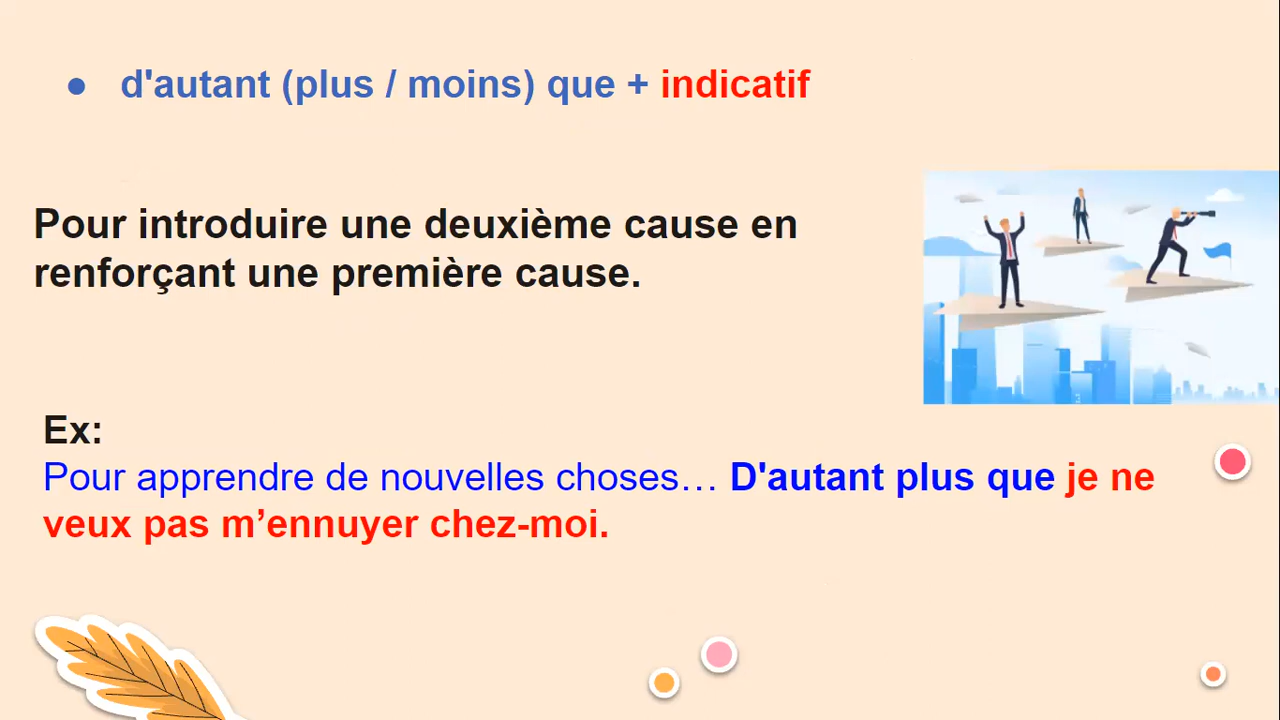 ● d'autant (plus / moins) que + indicatif
Pour introduire une deuxième cause en
renforçant une première cause.
Ex:
Pour apprendre de nouvelles choses… D'autant plus que je ne
veux pas m’ennuyer chez-moi.